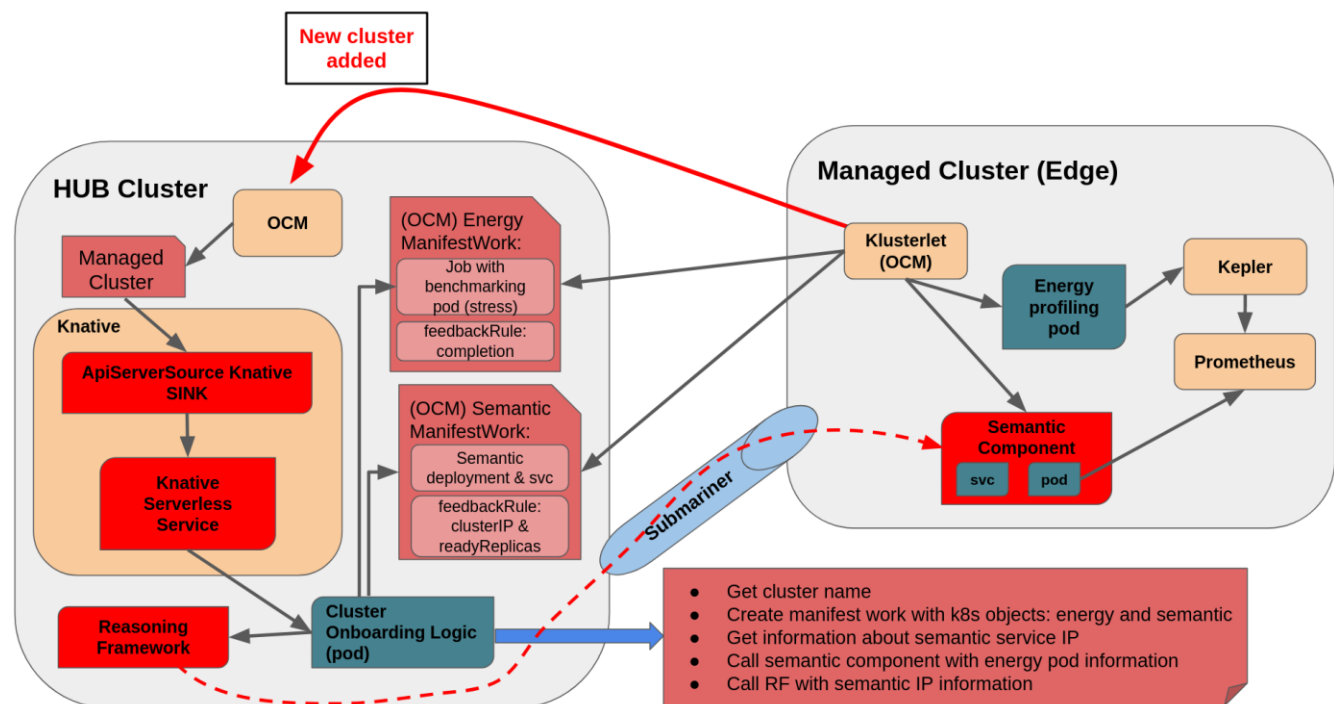 New cluster
added
HUB Cluster
OCM
Managed
Cluster
Knative
ApiServerSource Knative
SINK
Knative
Serverless
Service
Reasoning
Framework
Cluster
Onboarding Logic
(pod)
(OCM) Energy
ManifestWork:
Job with
benchmarking
pod (stress)
feedbackRule:
completion
(OCM) Semantic
ManifestWork:
Semantic
deployment & svc
feedbackRule:
clusterIP &
readyReplicas
Submariner
Managed Cluster (Edge)
Klusterlet
(OCM)
Energy
profiling
pod
Kepler
Prometheus
Semantic
Component
svc
pod
● Get cluster name
● Create manifest work with k8s objects: energy and semantic
● Get information about semantic service IP
● Call semantic component with energy pod information
● Call RF with semantic IP information